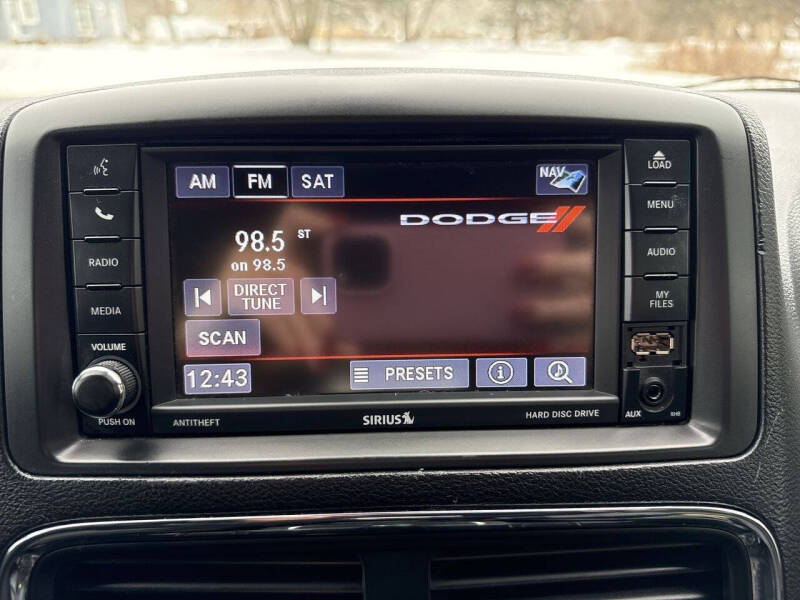 AM FM SAT NAV
DODGE
98.5 ST
on 98.5
DIRECT
TUNE
SCAN
12:43 PRESETS i
RADIO
MEDIA
VOLUME
PUSH ON
LOAD
MENU
AUDIO
MY
FILES
AUX RHB
ANTITHEFT SIRIUS HARD DISC DRIVE